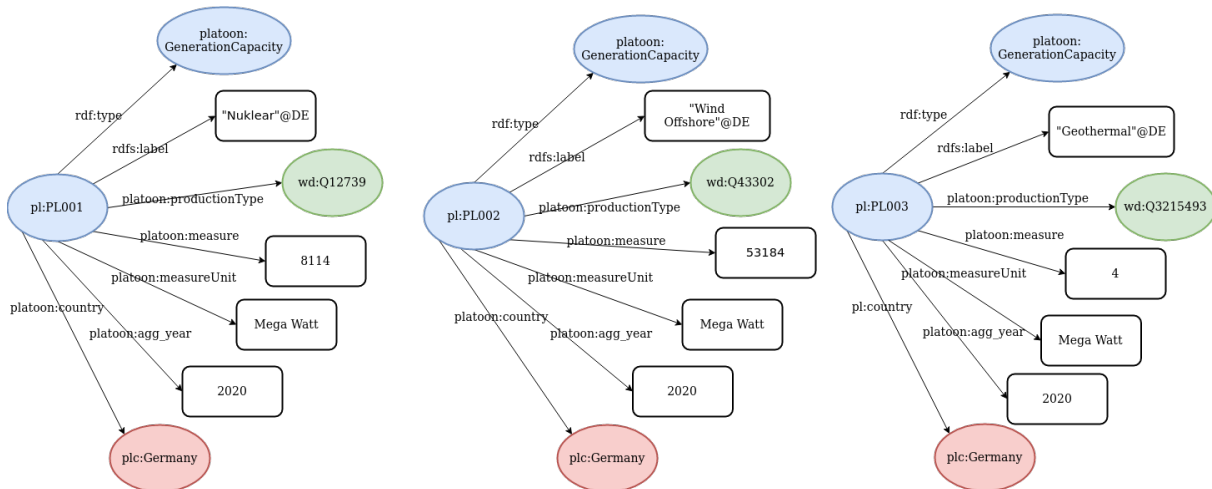 platoon:
GenerationCapacity
rdf:type
"Nuklear"@DE
rdfs:label
wd:Q12739
platoon:productionType
pl:PL001
platoon:measure
8114
platoon:measureUnit
platoon:country
Mega Watt
platoon:agg_year
2020
plc:Germany
platoon:
GenerationCapacity
rdf:type
"Wind
Offshore"@DE
rdfs:label
wd:Q43302
platoon:productionType
pl:PL002
platoon:measure
53184
platoon:measureUnit
platoon:country
Mega Watt
platoon:agg_year
2020
plc:Germany
platoon:
GenerationCapacity
rdf:type
"Geothermal"@DE
rdfs:label
platoon:productionType
wd:Q3215493
pl:PL003
platoon:measure
4
platoon:measureUnit
pl:country
platoon:agg_year
Mega Watt
2020
plc:Germany